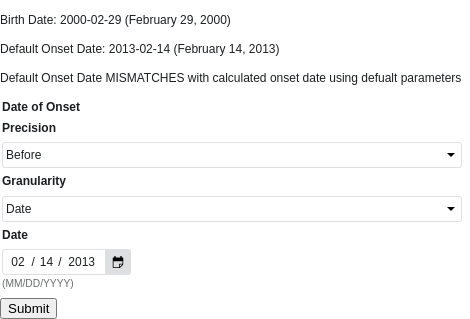 Birth Date: 2000-02-29 (February 29, 2000)
Default Onset Date: 2013-02-14 (February 14, 2013)
Default Onset Date MISMATCHES with calculated onset date using defualt parameters
Date of Onset
Precision
Before
Granularity
Date
Date
02 / 14 / 2013
(MM/DD/YYYY)
Submit